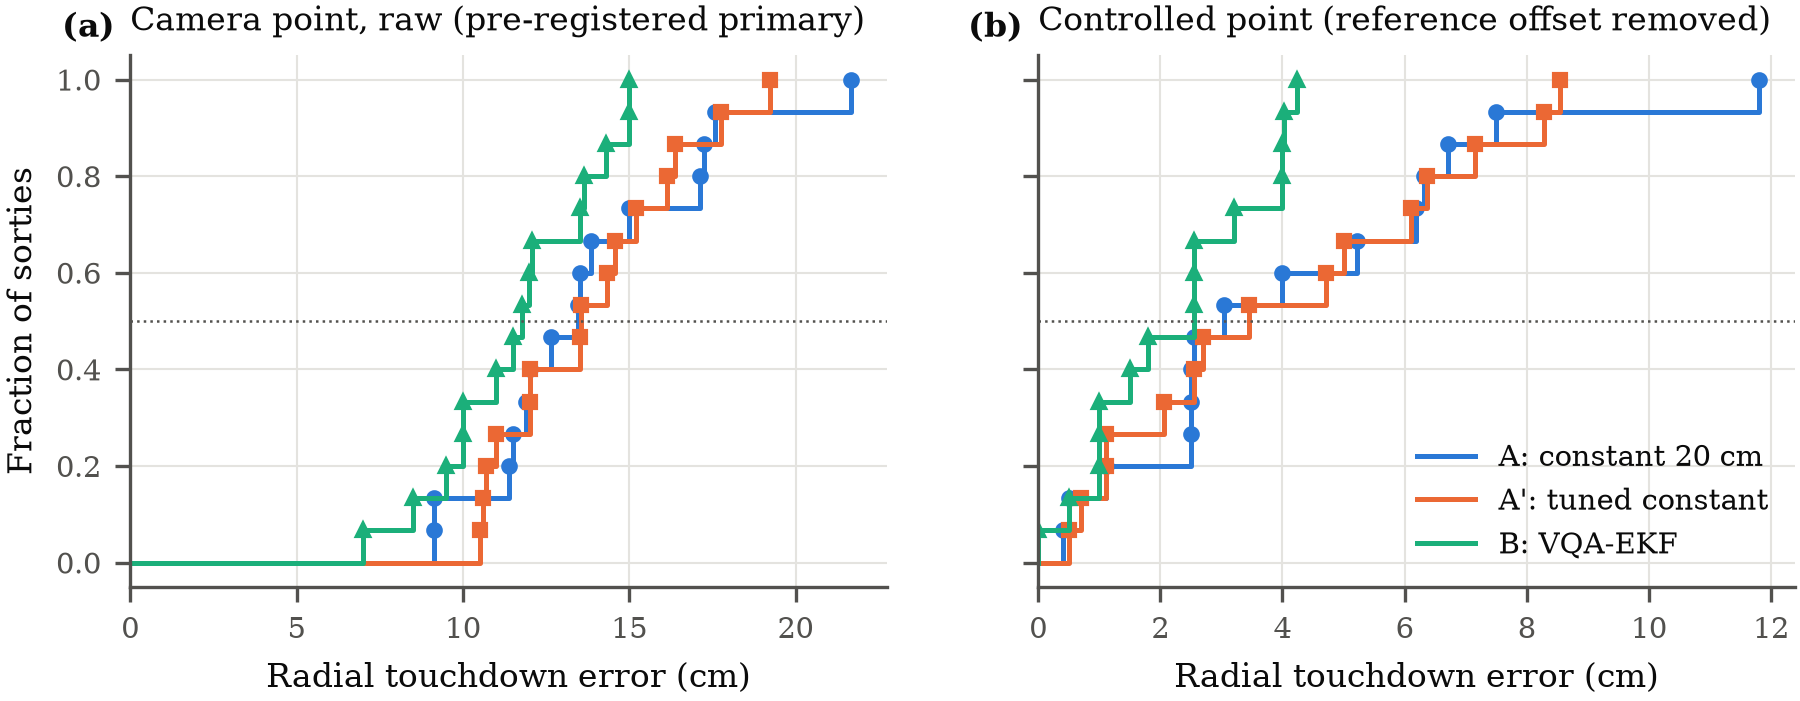 (a) Camera point, raw (pre-registered primary)
Fraction of sorties
1.0
0.8
0.6
0.4
0.2
0.0
0 5 10 15 20
Radial touchdown error (cm)
(b) Controlled point (reference offset removed)
A: constant 20 cm
A': tuned constant
B: VQA-EKF
0 2 4 6 8 10 12
Radial touchdown error (cm)